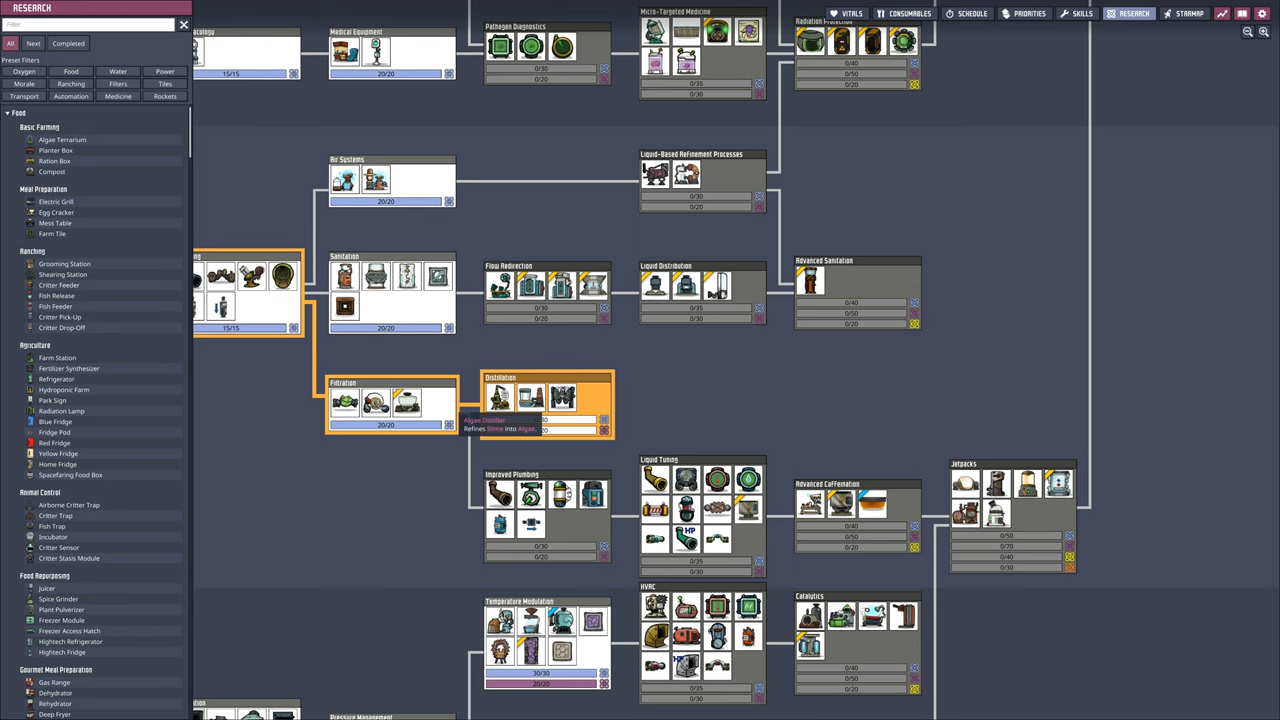 RESEARCH
Filter
All
Next
Completed
Preset Filters
Oxygen
Food
Water
Power
Morale
Ranching
Filters
Tiles
Transport
Automation
Medicine
Rockets
Food
Basic Farming
Algae Terrarium
Planter Box
Ration Box
Compost
Meal Preparation
Electric Grill
Egg Cracker
Mess Table
Farm Tile
Ranching
Grooming Station
Shearing Station
Critter Feeder
Fish Release
Fish Feeder
Critter Pick-Up
Critter Drop-Off
Agriculture
Farm Station
Fertilizer Synthesizer
Refrigerator
Hydroponic Farm
Park Sign
Radiation Lamp
Blue Fridge
Fridge Pod
Red Fridge
Yellow Fridge
Home Fridge
Spacefaring Food Box
Animal Control
Airborne Critter Trap
Critter Trap
Fish Trap
Incubator
Critter Sensor
Critter Stasis Module
Food Repurposing
Juicer
Spice Grinder
Plant Pulverizer
Freezer Module
Freezer Access Hatch
Hightech Refrigerator
Hightech Fridge
Gourmet Meal Preparation
Gas Range
Dehydrator
Rehydrator
Deep Fryer
VITALS
CONSUMABLES
SCHEDULE
PRIORITIES
SKILLS
RESEARCH
STARMAP
15/15
Medical Equipment
20/20
Pathogen Diagnostics
0/30
0/20
Micro-Targeted Medicine
0/35
0/30
Radiation Protection
0/40
0/50
0/20
Air Systems
20/20
Liquid-Based Refinement Processes
0/30
0/20
15/15
Sanitation
20/20
Flow Redirection
0/30
0/20
Liquid Distribution
0/35
0/30
Advanced Sanitation
0/40
0/50
0/20
Filtration
20/20
Distillation
Algae Distiller
Refines Slime into Algae.
Improved Plumbing
0/30
0/20
Liquid Tuning
0/35
0/30
Advanced Caffeination
0/40
0/50
0/20
Jetpacks
0/50
0/70
0/40
0/30
Temperature Modulation
30/30
20/20
HVAC
0/35
0/30
Catalytics
0/40
0/50
0/20
Pressure Management